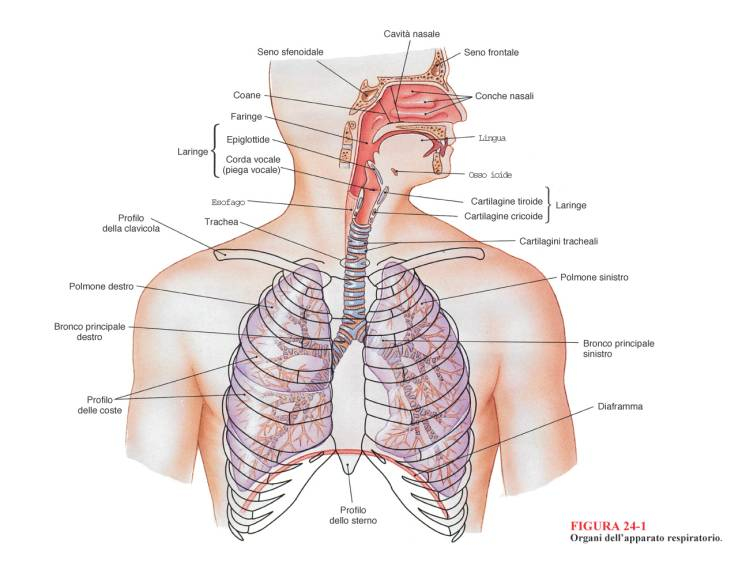 Cavità nasale
Seno sfenoidale
Seno frontale
Coane
Conche nasali
Faringe
Laringe
Epiglottide
Corda vocale
(piega vocale)
Lingua
Osso ioide
Esofago
Cartilagine tiroide
Cartilagine cricoide
Laringe
Profilo
della clavicola
Trachea
Cartilagini tracheali
Polmone destro
Polmone sinistro
Bronco principale
destro
Bronco principale
sinistro
Profilo
delle coste
Diaframma
Profilo
dello sterno
FIGURA 24-1
Organi dell'apparato respiratorio.